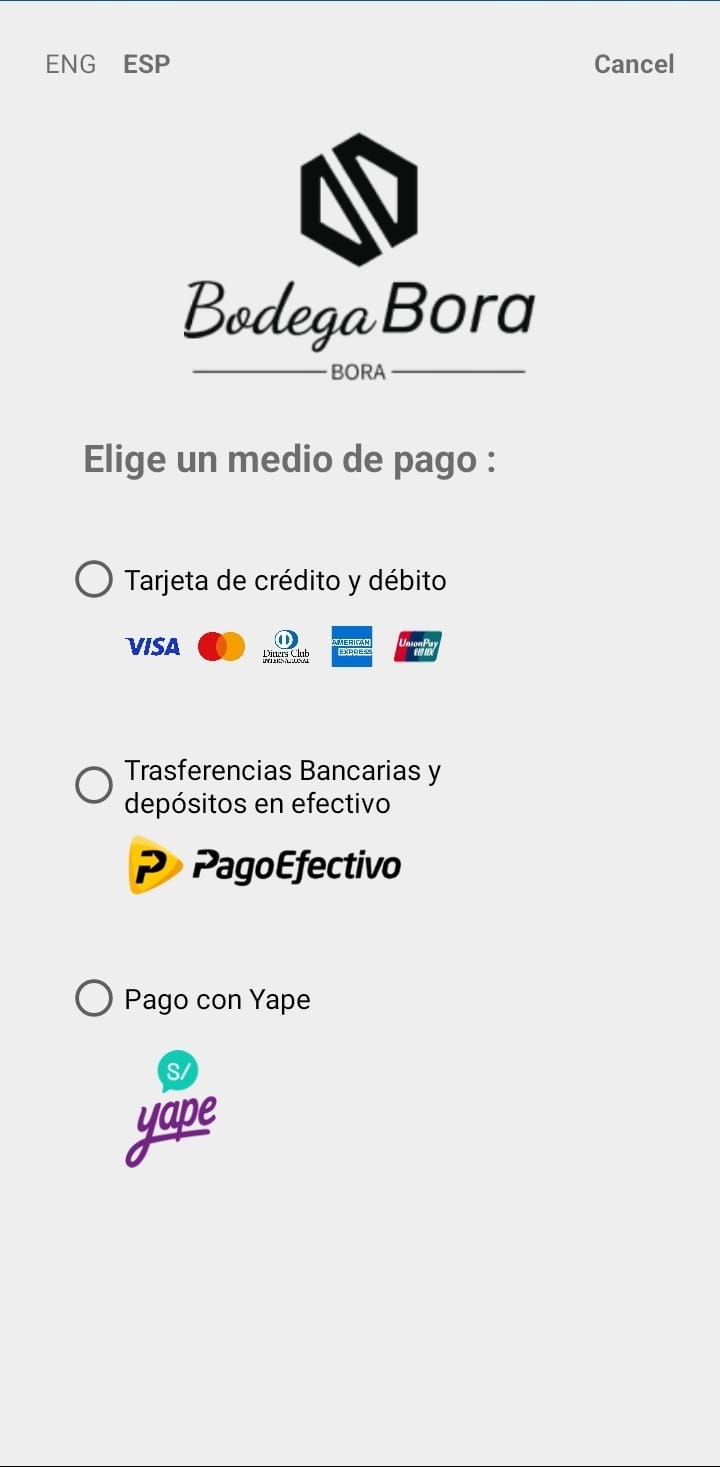 ENG ESP Cancel
Bodega Bora
BORA
Elige un medio de pago :
Tarjeta de crédito y débito
VISA Diners Club INTERNATIONAL AMERICAN EXPRESS UnionPay 银联
Trasferencias Bancarias y
depósitos en efectivo
P PagoEfectivo
Pago con Yape
S/
yape